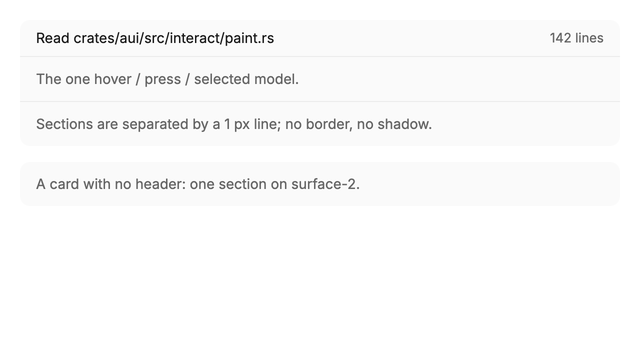 Read crates/aui/src/interact/paint.rs 142 lines
The one hover / press / selected model.
Sections are separated by a 1 px line; no border, no shadow.
A card with no header: one section on surface-2.